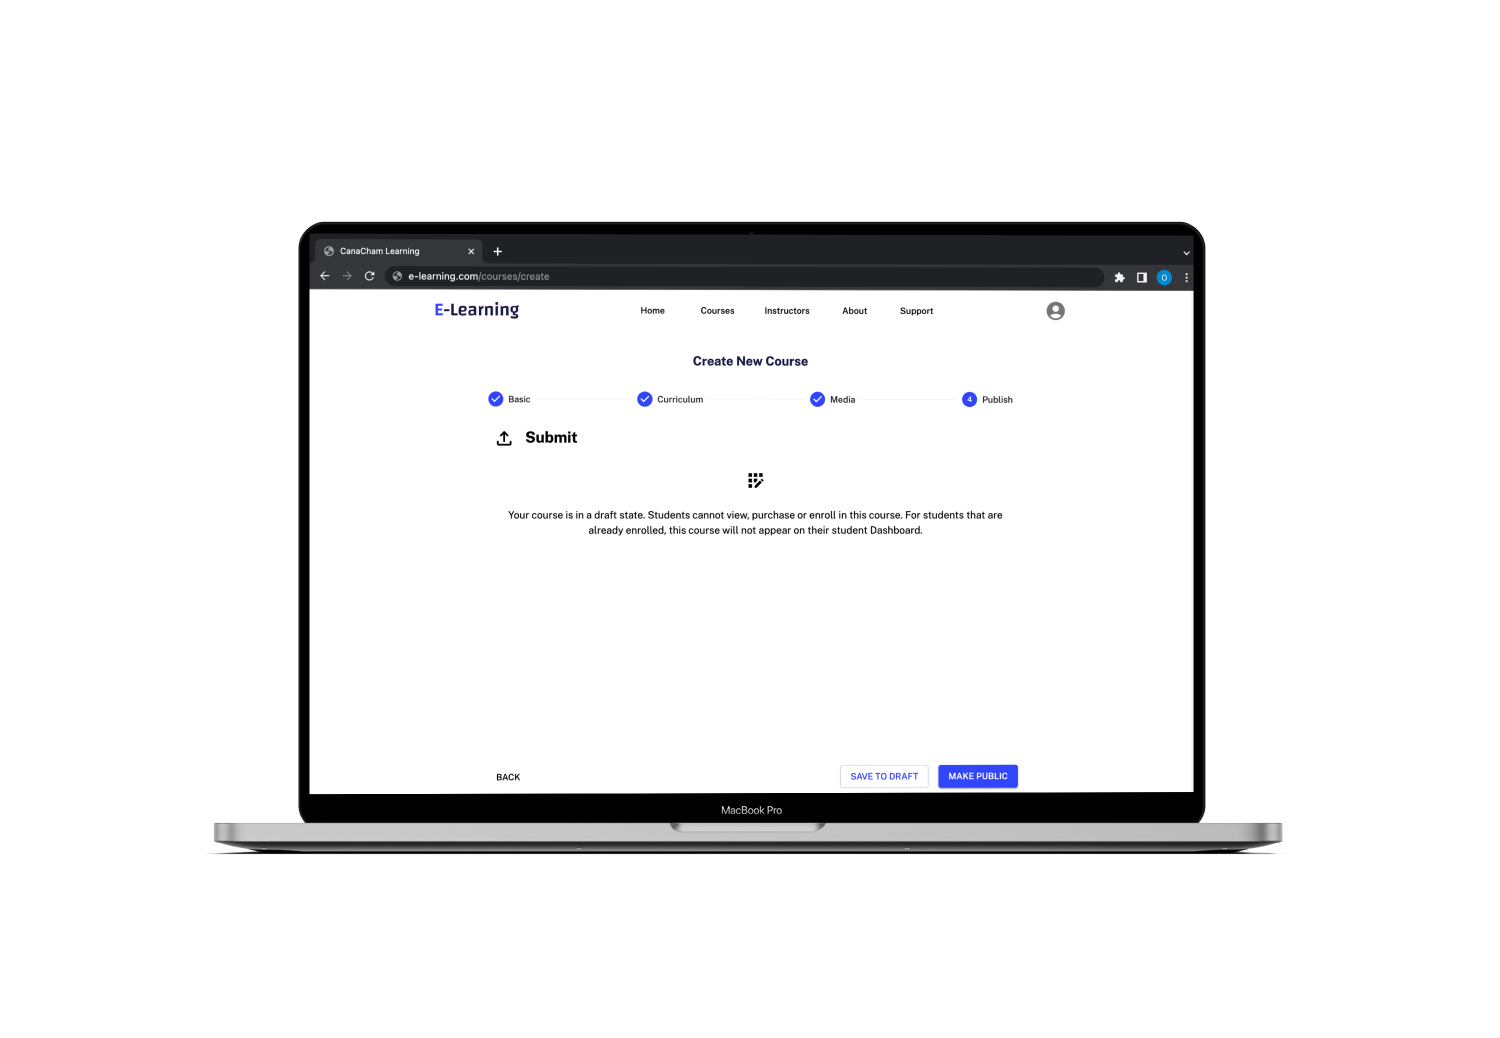 CanaCham Learning
e-learning.com/courses/create
0
E-Learning
Home Courses Instructors About Support
Create New Course
Basic Curriculum Media 4 Publish
Submit
Your course is in a draft state. Students cannot view, purchase or enroll in this course. For students that are
already enrolled, this course will not appear on their student Dashboard.
BACK SAVE TO DRAFT MAKE PUBLIC
MacBook Pro